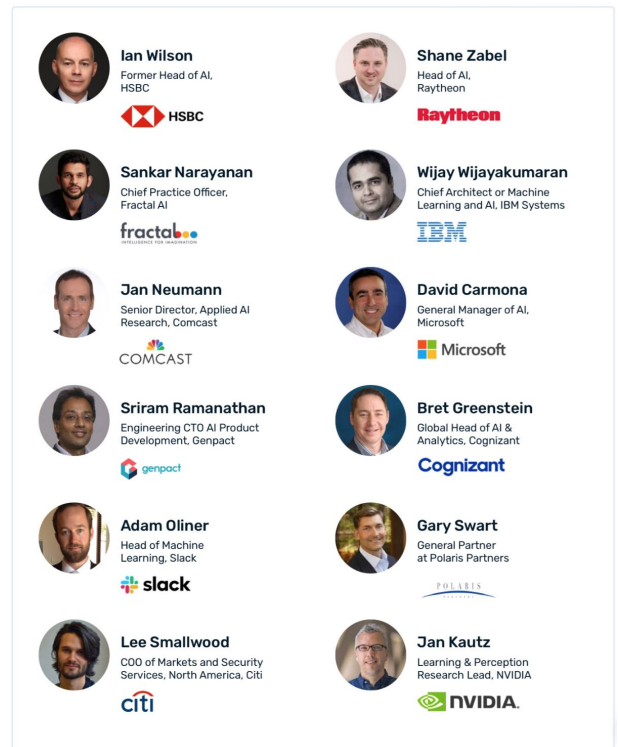 Ian Wilson
Former Head of AI,
HSBC
HSBC
Shane Zabel
Head of AI,
Raytheon
Raytheon
Sankar Narayanan
Chief Practice Officer,
Fractal AI
fractal
INTELLIGENCE FOR IMAGINATION
Wijay Wijayakumaran
Chief Architect or Machine
Learning and AI, IBM Systems
IBM
Jan Neumann
Senior Director, Applied AI
Research, Comcast
COMCAST
David Carmona
General Manager of AI,
Microsoft
Microsoft
Sriram Ramanathan
Engineering CTO AI Product
Development, Genpact
genpact
Bret Greenstein
Global Head of AI &
Analytics, Cognizant
Cognizant
Adam Oliner
Head of Machine
Learning, Slack
slack
Gary Swart
General Partner
at Polaris Partners
POLARIS
PARTNERS
Lee Smallwood
COO of Markets and Security
Services, North America, Citi
citi
Jan Kautz
Learning & Perception
Research Lead, NVIDIA
NVIDIA.